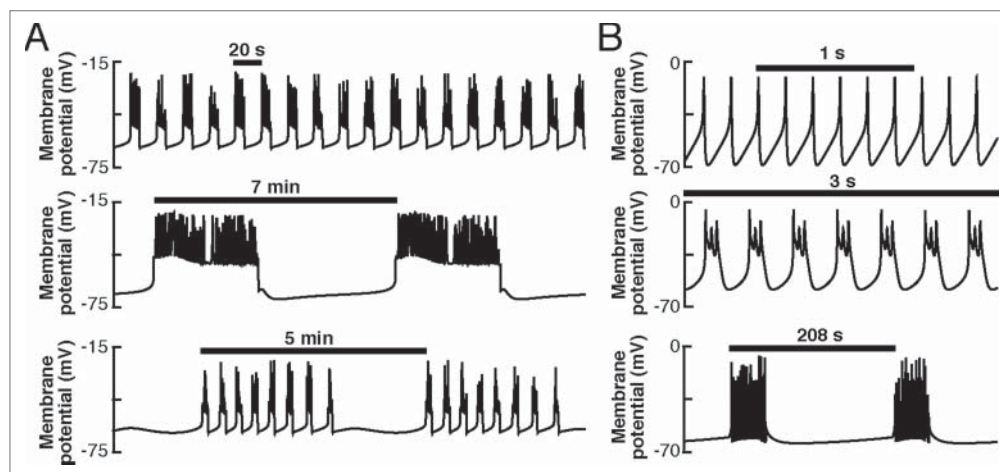 A
20 s
-15
Membrane
potential (mV)
-75
7 min
-15
Membrane
potential (mV)
-75
5 min
-15
Membrane
potential (mV)
-75
B
1 s
0
Membrane
potential (mV)
-70
3 s
0
Membrane
potential (mV)
-70
208 s
0
Membrane
potential (mV)
-70